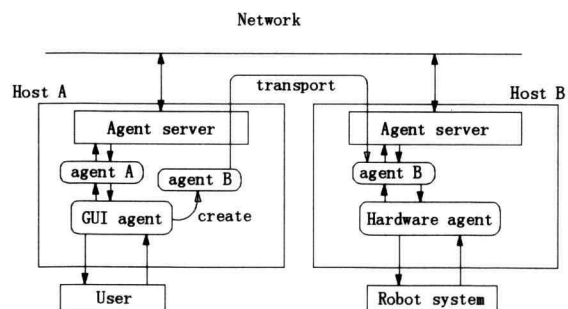 Network
transport
Host A
Host B
Agent server
Agent server
agent A
agent B
agent B
GUI agent
create
Hardware agent
User
Robot system